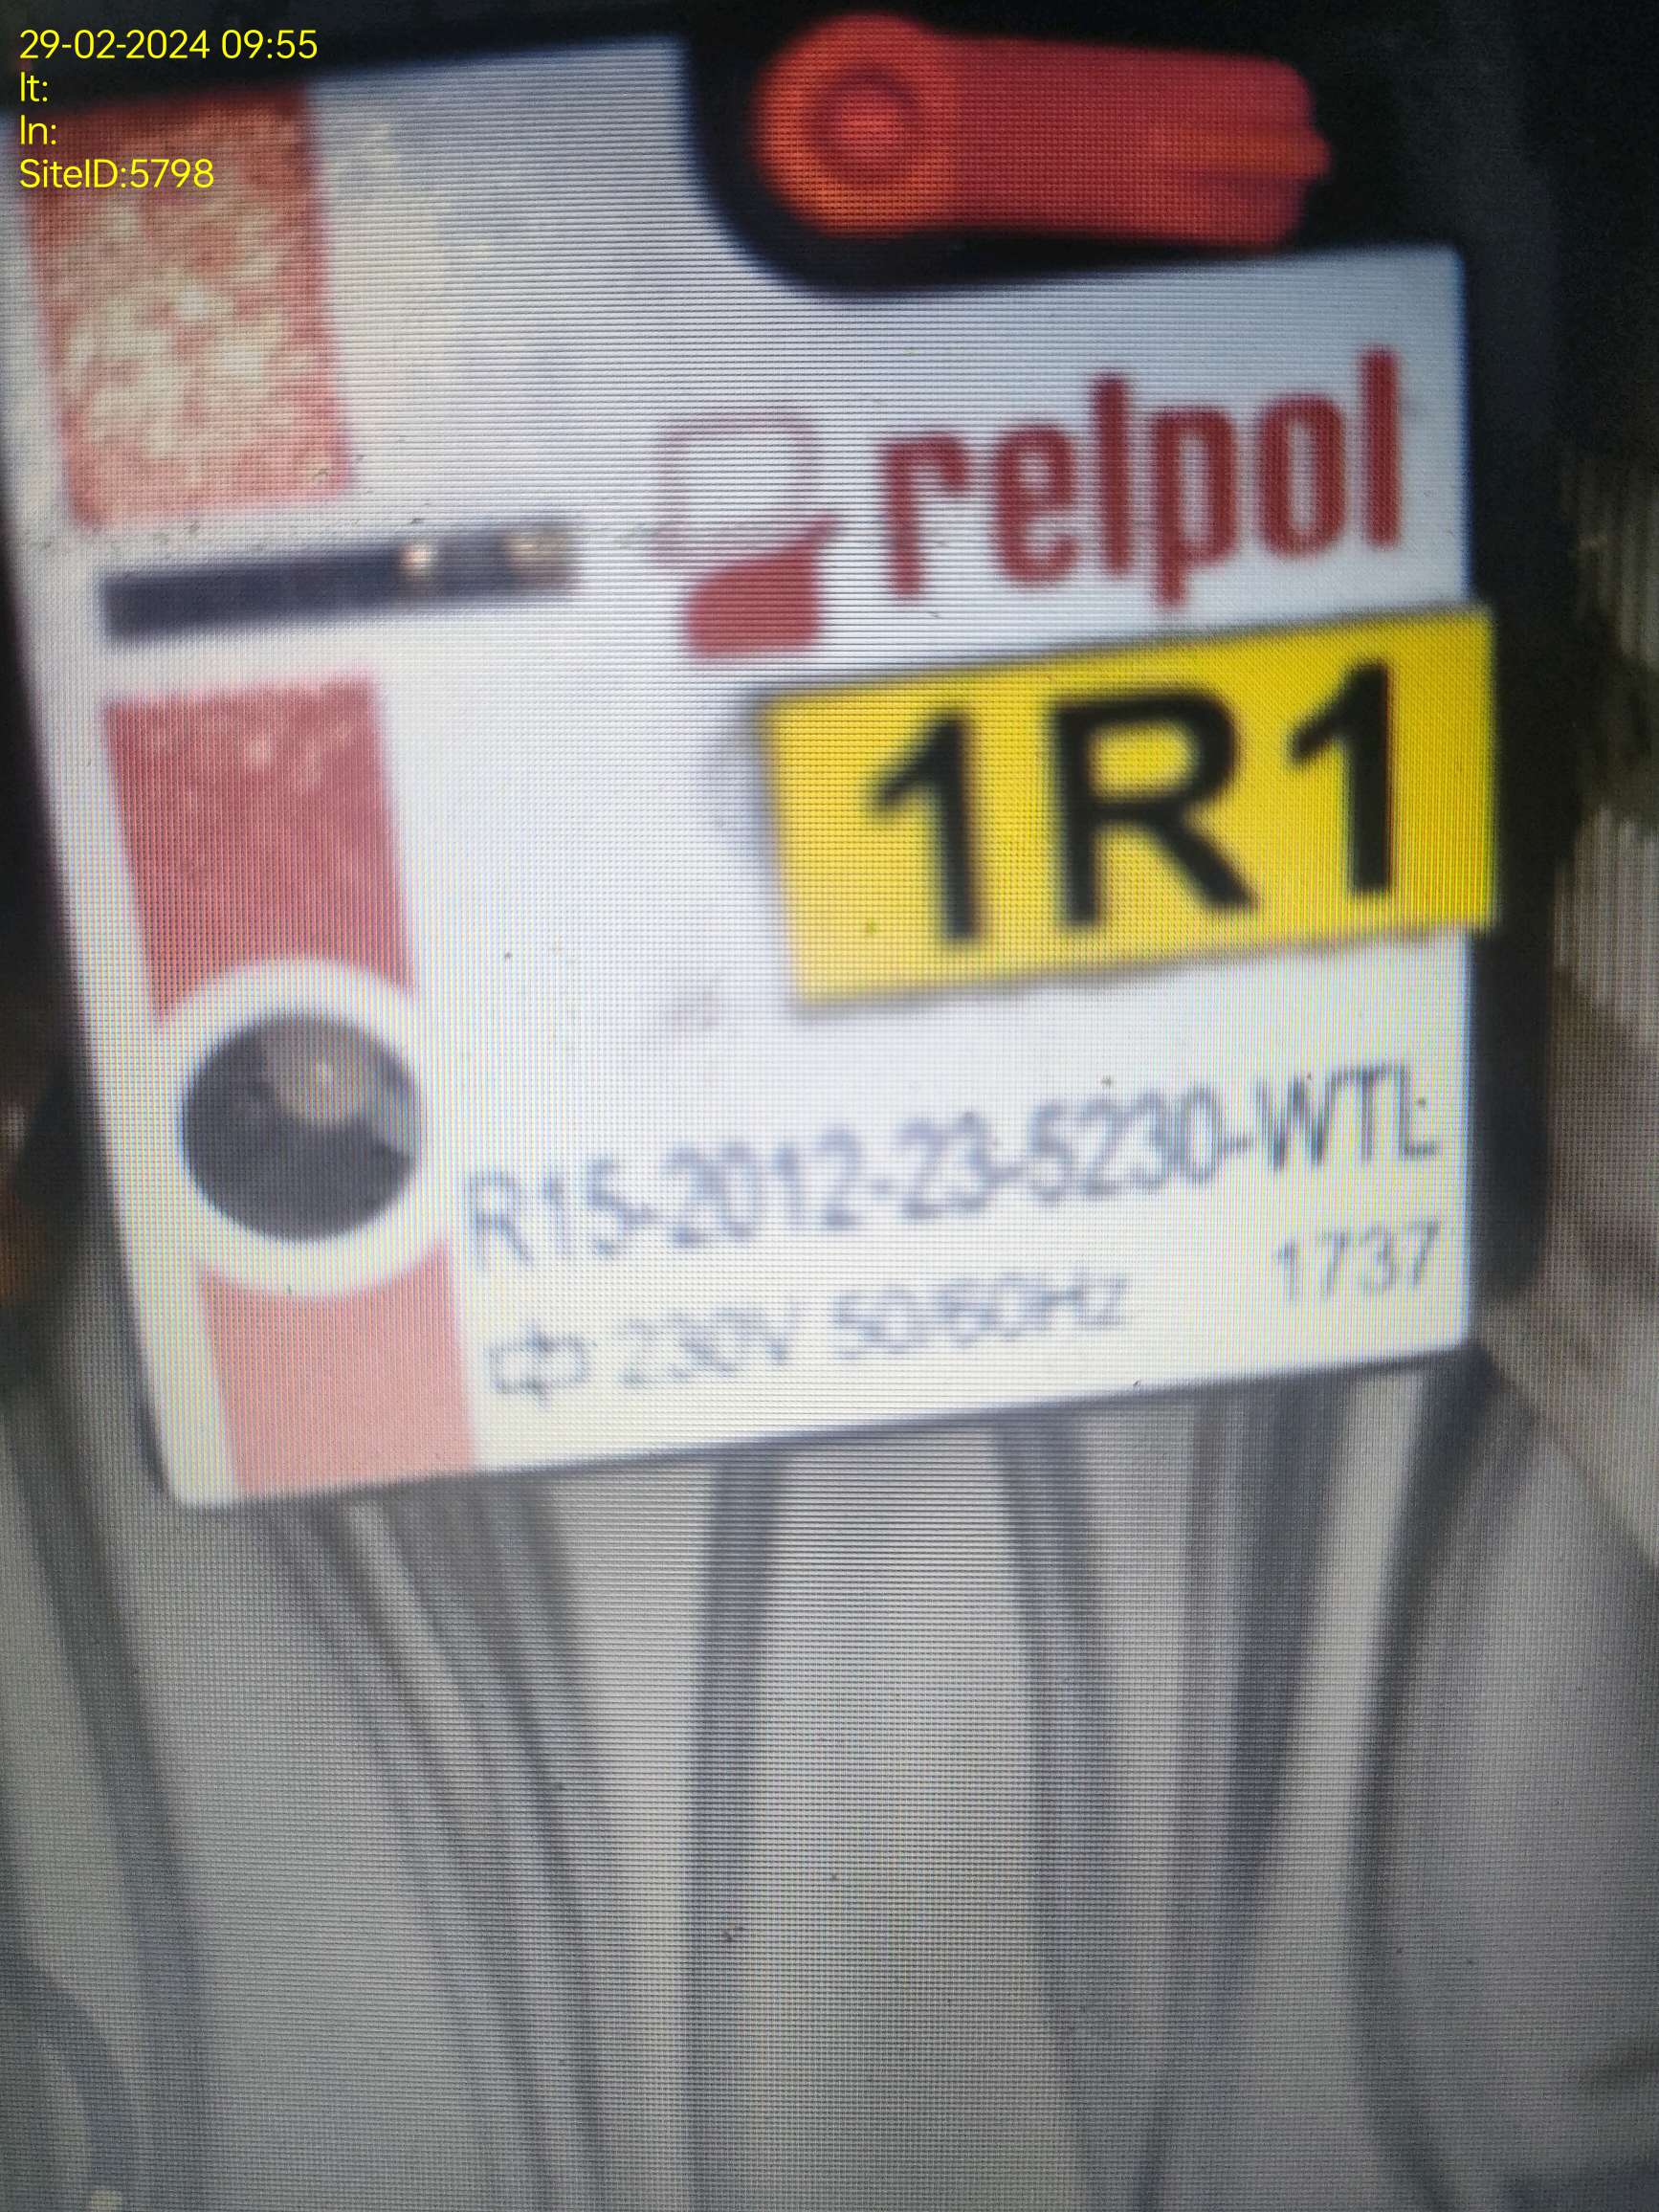 29-02-2024 09:55
lt:
ln:
SiteID:5798
relpol
1R1
R15-2012-23-5230-WTL
1737
230V 50/60Hz